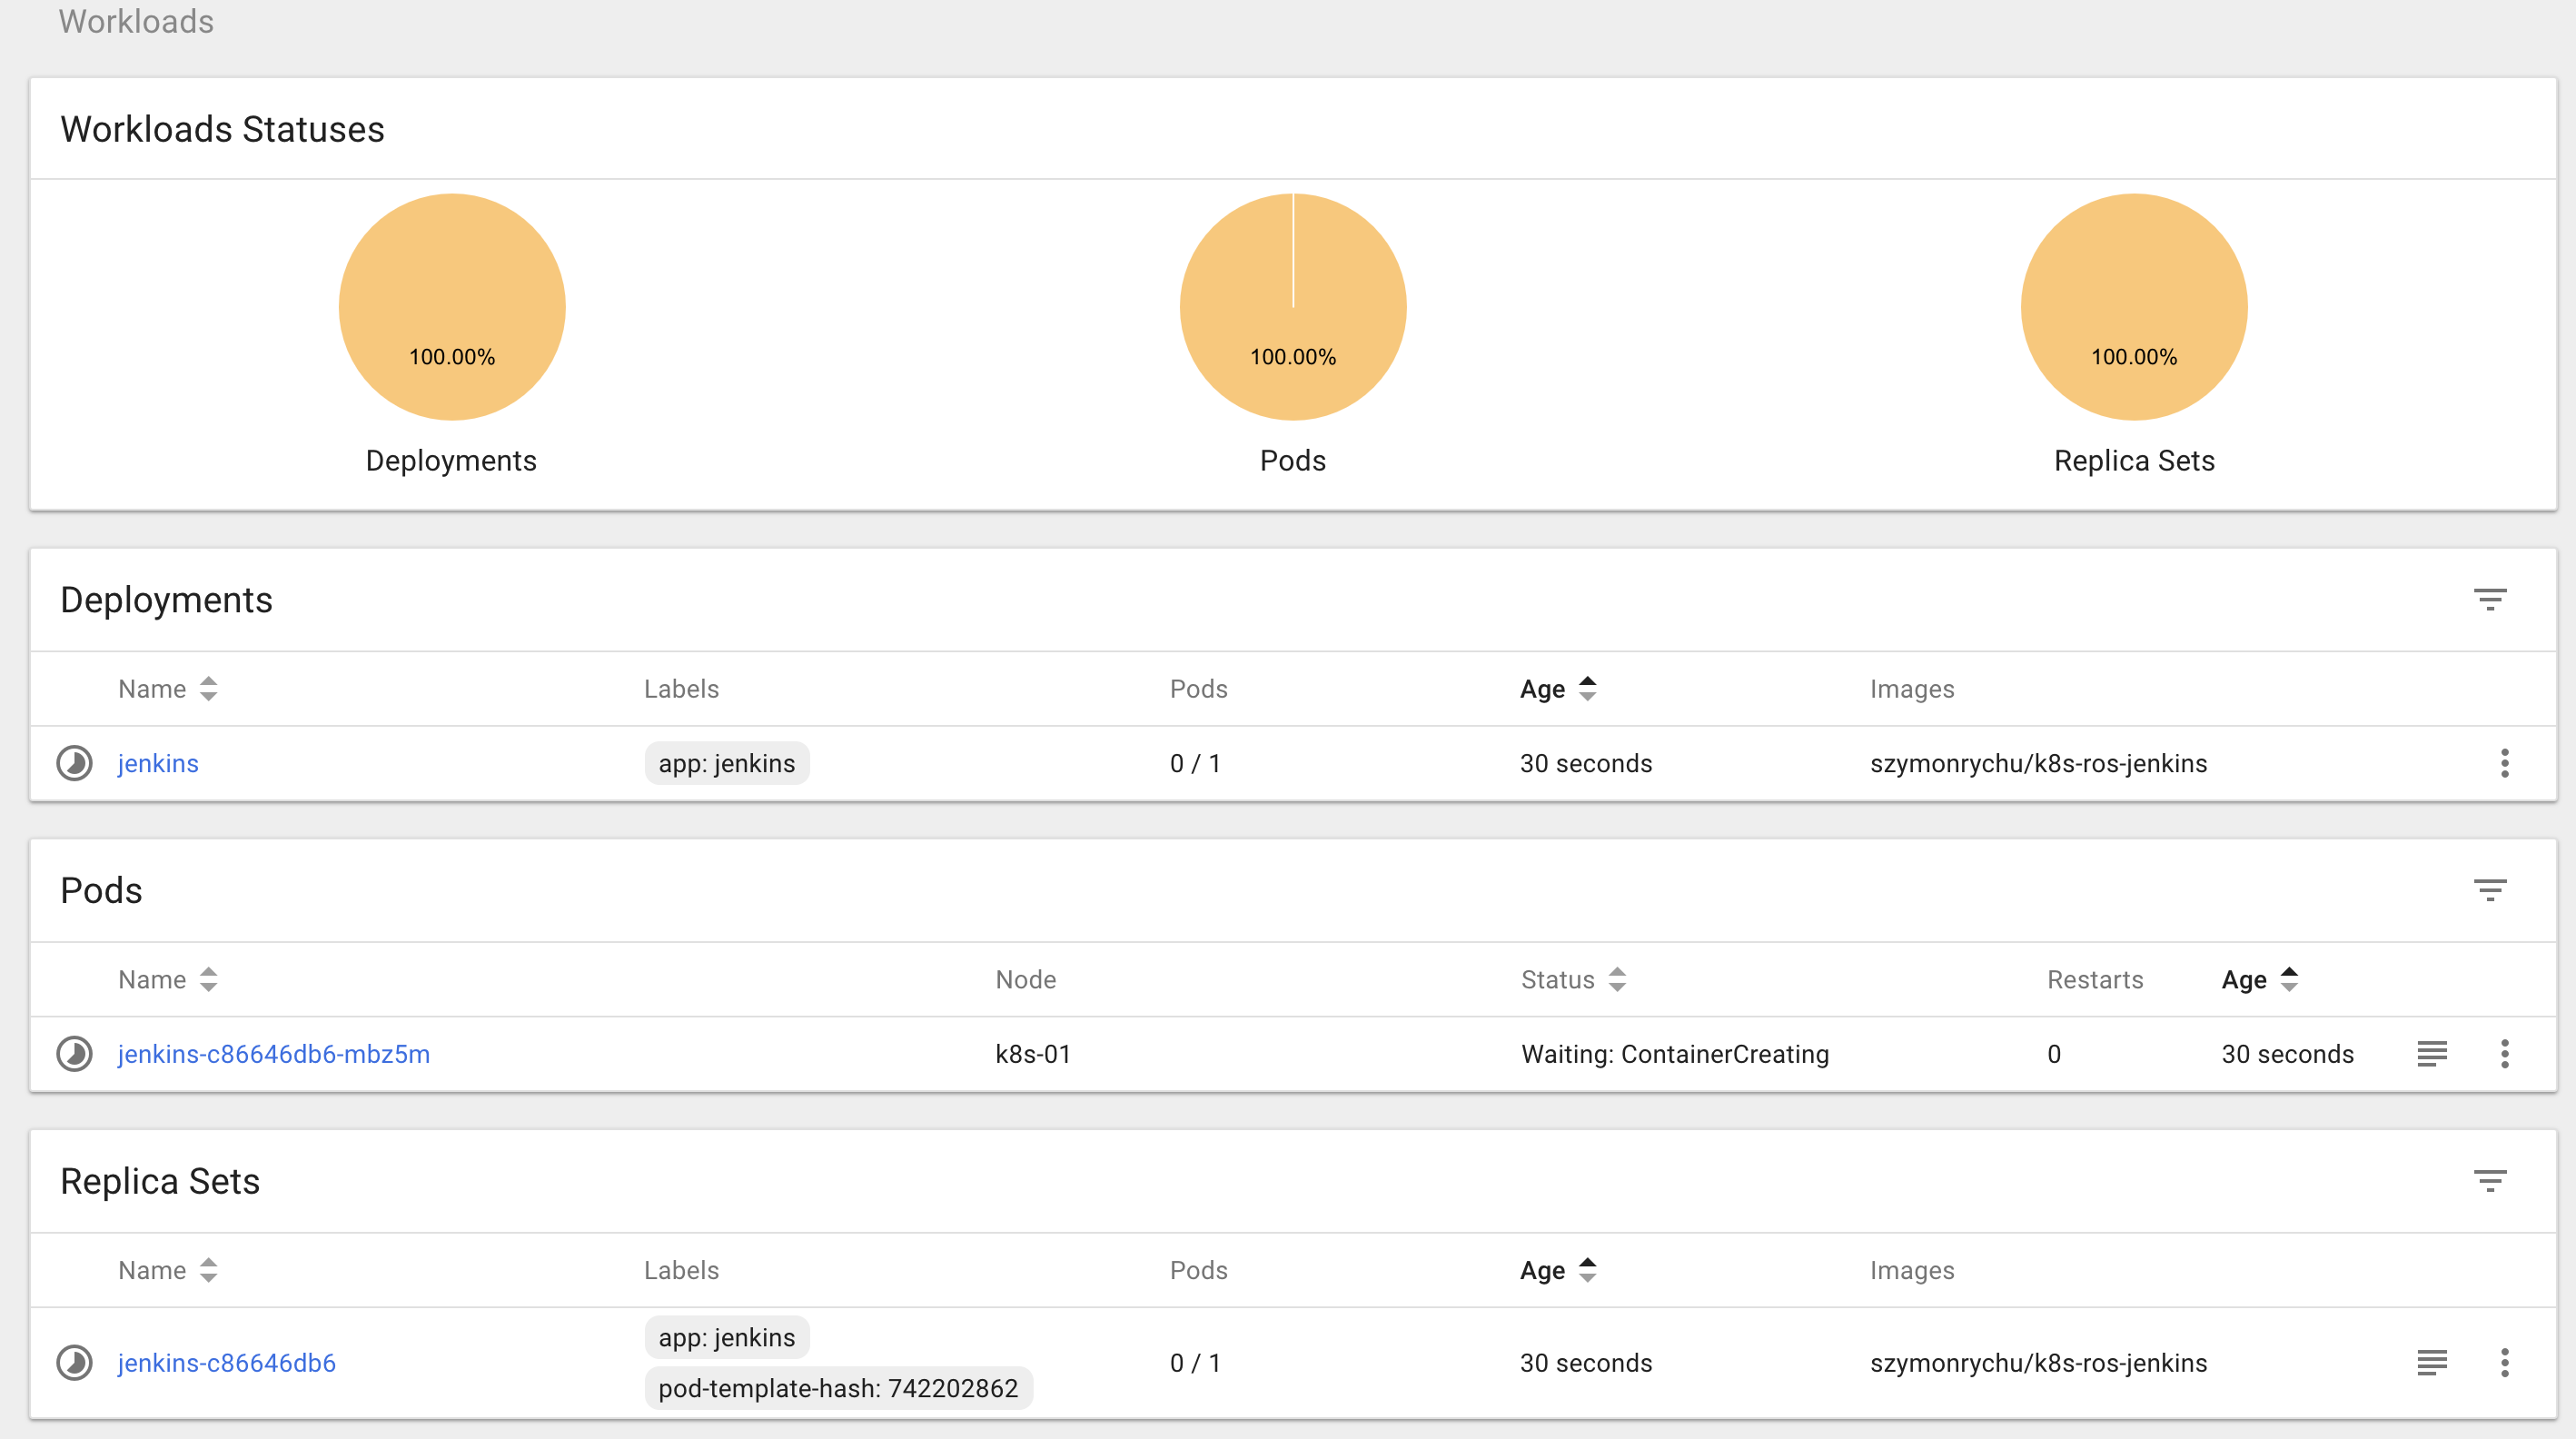 Workloads
Workloads Statuses
100.00% 100.00% 100.00%
Deployments Pods Replica Sets
Deployments
Name Labels Pods Age Images
jenkins app: jenkins 0 / 1 30 seconds szymonrychu/k8s-ros-jenkins
Pods
Name Node Status Restarts Age
jenkins-c86646db6-mbz5m k8s-01 Waiting: ContainerCreating 0 30 seconds
Replica Sets
Name Labels Pods Age Images
app: jenkins
jenkins-c86646db6 0 / 1 30 seconds szymonrychu/k8s-ros-jenkins
pod-template-hash: 742202862